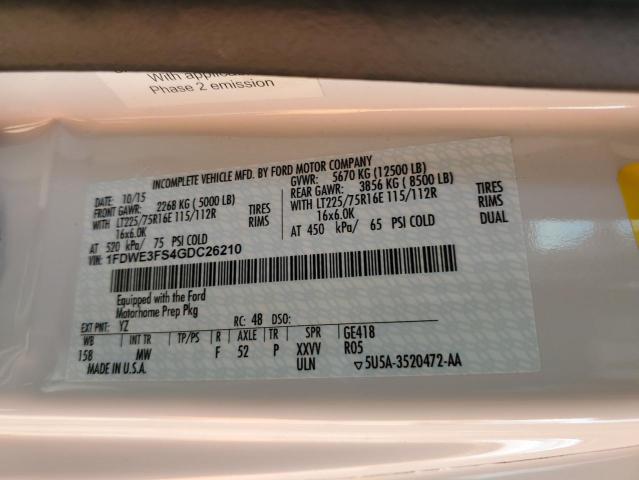 With applica
Phase 2 emission
INCOMPLETE VEHICLE MFD. BY FORD MOTOR COMPANY
10/15 GVWR: 5670 KG (12500 LB)
FRONT GAWR: 2268 KG (5000 LB) REAR GAWR: 3856 KG (8500 LB)
WITH LT225/75R16E 115/112R TIRES WITH LT225/75R16E 115/112R TIRES
16x6.0K RIMS 16x6.0K RIMS
AT 520 kPa/ 75 PSI COLD AT 450 kPa/ 65 PSI COLD DUAL
VIN: 1FDWE3FS4GDC26210
Equipped with the Ford
Motorhome Prep Pkg
EXT PNT: YZ RC: 48 DSO:
WB INT TR TP/PS R AXLE TR SPR GE418
158 MW F 52 P XXVV R05
MADE IN U.S.A. ULN ▽5U5A-3520472-AA